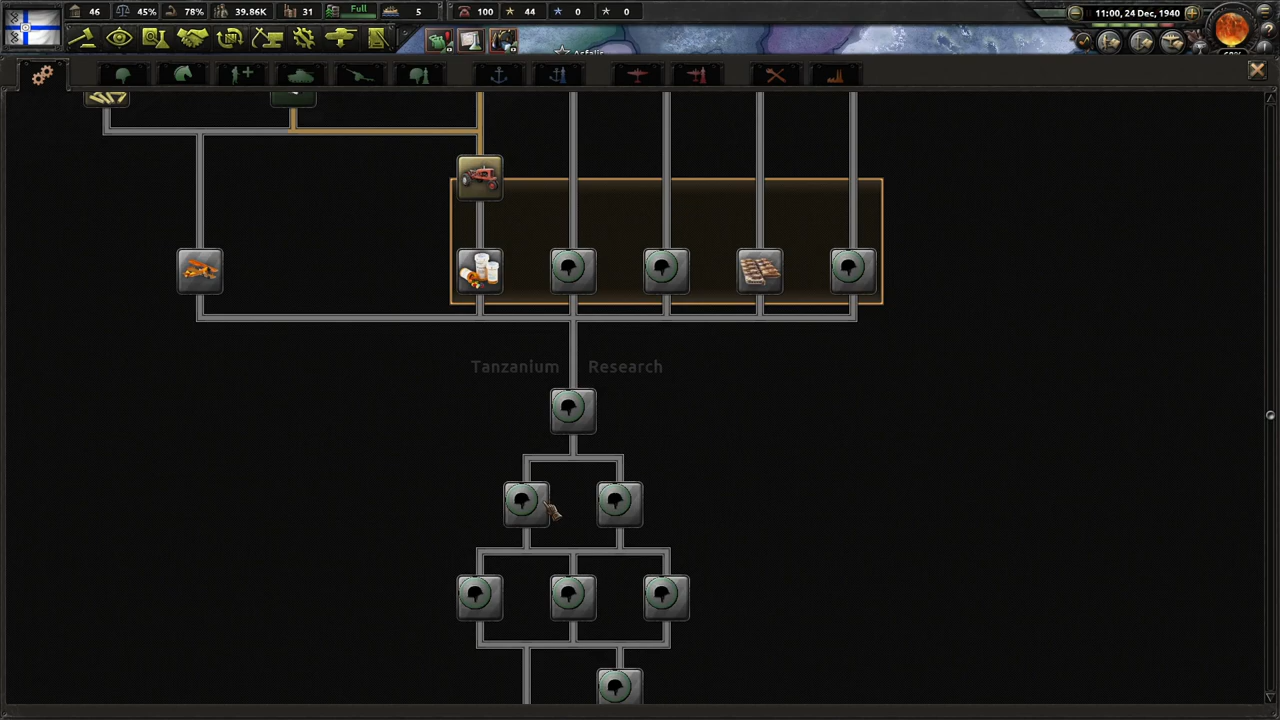 46 45% 78% 39.86K 31 Full 5 100 44 0 0 11:00, 24 Dec, 1940
Tanzanium Research